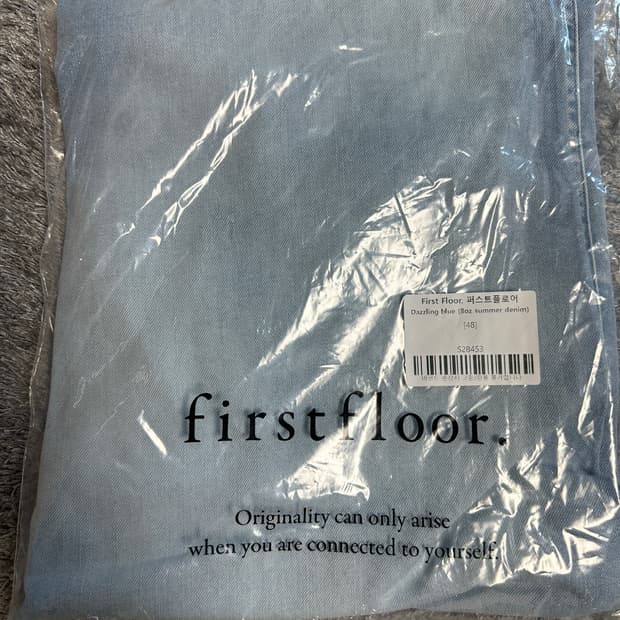 First Floor. 퍼스트플로어
Dazzling blue (8oz summer denim)
[48]
S28453
firstfloor.
Originality can only arise
when you are connected to yourself.